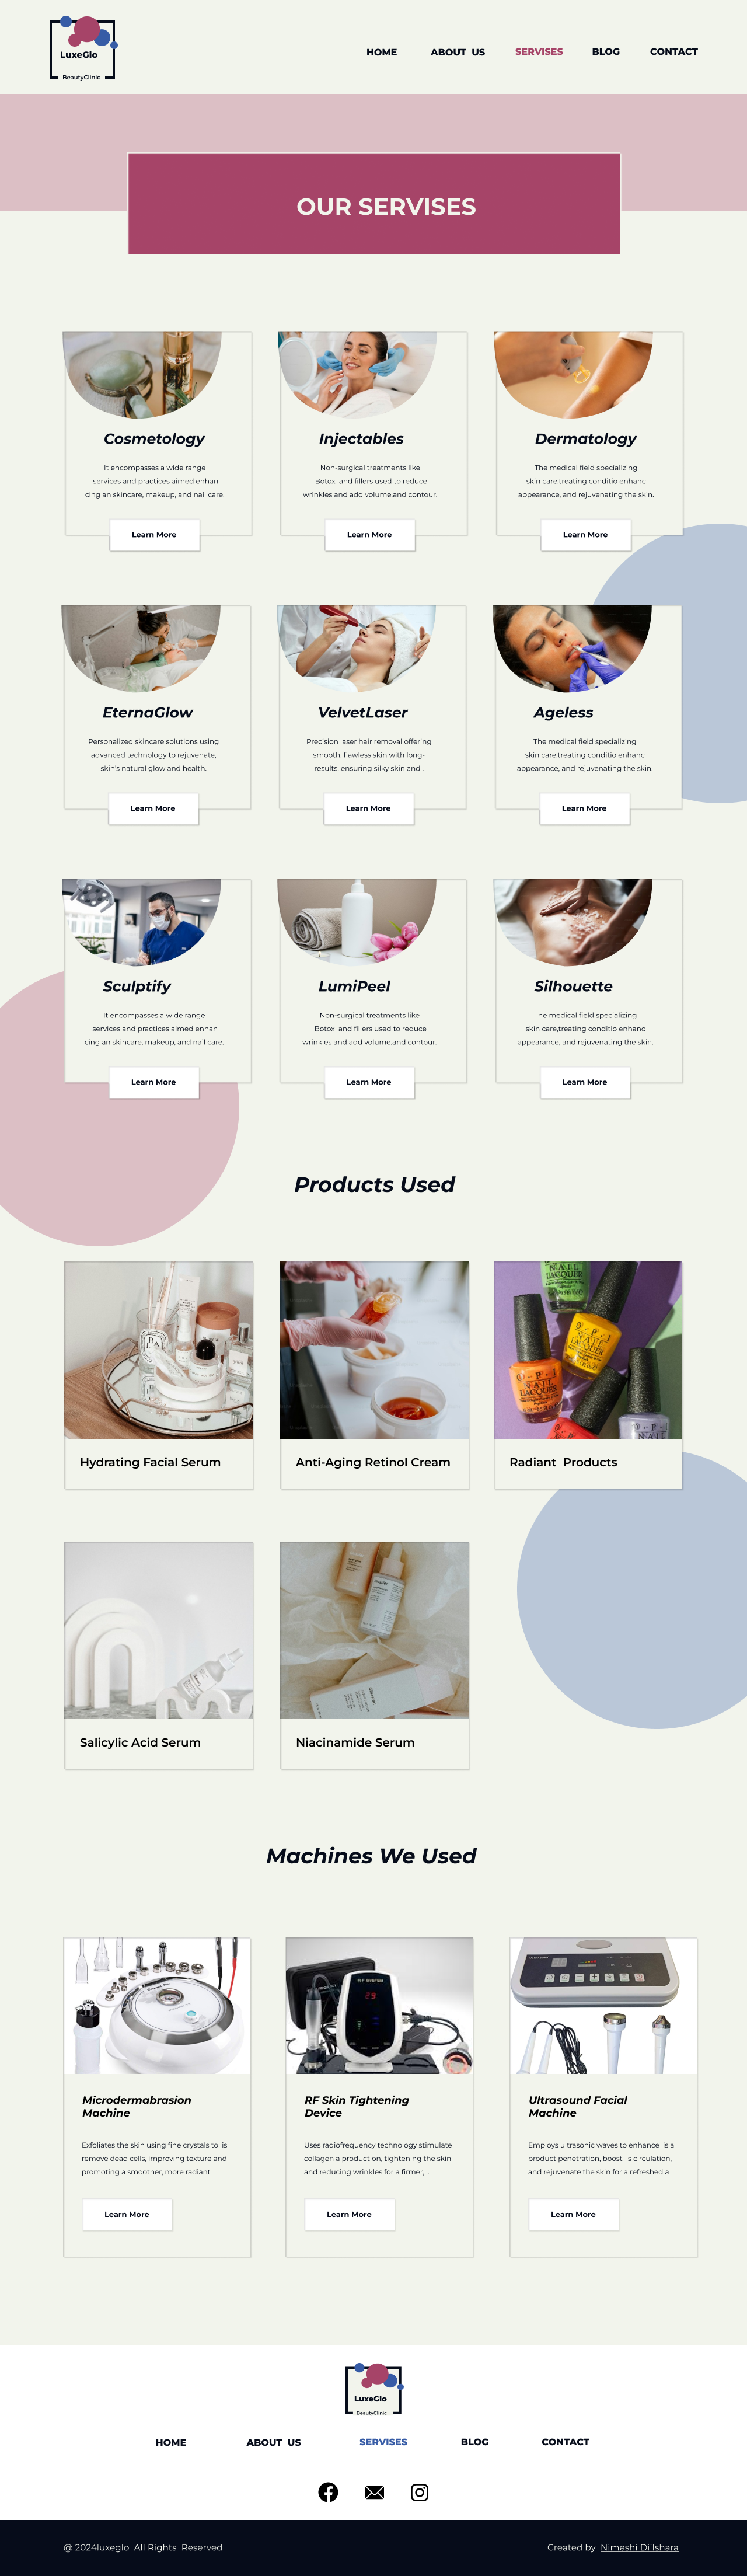 LuxeGlo
BeautyClinic
HOME
ABOUT  US
SERVISES
BLOG
CONTACT
OUR SERVISES
Cosmetology
It encompasses a wide range
services and practices aimed enhan
cing an skincare, makeup, and nail care.
Learn More
Injectables
Non-surgical treatments like
Botox  and fillers used to reduce
wrinkles and add volume.and contour.
Learn More
Dermatology
The medical field specializing
skin care,treating conditio enhanc
appearance, and rejuvenating the skin.
Learn More
EternaGlow
Personalized skincare solutions using
advanced technology to rejuvenate,
skin's natural glow and health.
Learn More
VelvetLaser
Precision laser hair removal offering
smooth, flawless skin with long-
results, ensuring silky skin and .
Learn More
Ageless
The medical field specializing
skin care,treating conditio enhanc
appearance, and rejuvenating the skin.
Learn More
Sculptify
It encompasses a wide range
services and practices aimed enhan
cing an skincare, makeup, and nail care.
Learn More
LumiPeel
Non-surgical treatments like
Botox  and fillers used to reduce
wrinkles and add volume.and contour.
Learn More
Silhouette
The medical field specializing
skin care,treating conditio enhanc
appearance, and rejuvenating the skin.
Learn More
Products Used
Hydrating Facial Serum
Anti-Aging Retinol Cream
NAIL
LACQUER
O·P·I
NAIL
LACQUER
O·P·I
NAIL
LACQUER
O·P·I
NAIL
Radiant  Products
Salicylic Acid Serum
Niacinamide Serum
Machines We Used
Microdermabrasion
Machine
Exfoliates the skin using fine crystals to  is
remove dead cells, improving texture and
promoting a smoother, more radiant
Learn More
R.F SYSTEM
29
RF Skin Tightening
Device
Uses radiofrequency technology stimulate
collagen a production, tightening the skin
and reducing wrinkles for a firmer,  .
Learn More
Ultrasound Facial
Machine
Employs ultrasonic waves to enhance  is a
product penetration, boost  is circulation,
and rejuvenate the skin for a refreshed a
Learn More
LuxeGlo
BeautyClinic
HOME
ABOUT  US
SERVISES
BLOG
CONTACT
@ 2024luxeglo  All Rights  Reserved
Created by  Nimeshi Diilshara